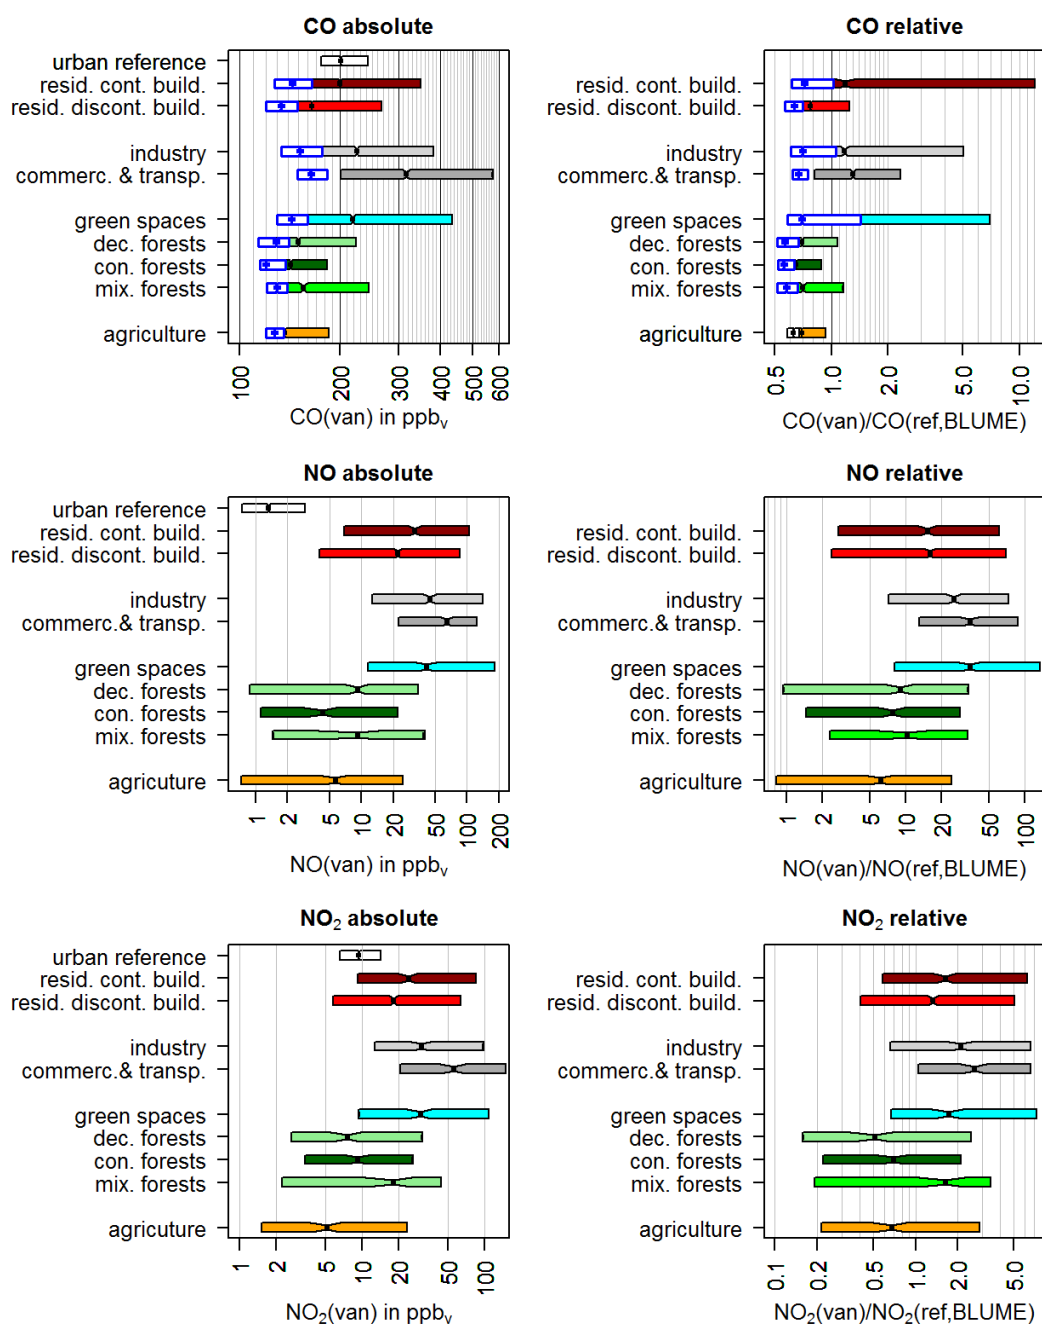 CO absolute
urban reference
resid. cont. build.
resid. discont. build.
industry
commerc.& transp.
green spaces
dec. forests
con. forests
mix. forests
agriculture
100
200
300
400
500
600
CO(van) in ppbv
CO relative
resid. cont. build.
resid. discont. build.
industry
commerc.& transp.
green spaces
dec. forests
con. forests
mix. forests
agriculture
0.5
1.0
5.0
10.0
CO(van)/CO(ref,BLUME)
NO absolute
urban reference
resid. cont. build.
resid. discont. build.
industry
commerc.& transp.
green spaces
dec. forests
con. forests
mix. forests
agricuture
1
2
5
10
20
50
100
200
NO(van) in ppbv
NO relative
resid. cont. build.
resid. discont. build.
industry
commerc.& transp.
green spaces
dec. forests
con. forests
mix. forests
agriculture
1
2
5
10
20
50
100
NO(van)/NO(ref,BLUME)
NO₂ absolute
urban reference
resid. cont. build.
resid. discont. build.
industry
commerc.& transp.
green spaces
dec. forests
con. forests
mix. forests
agricuture
1
2
5
10
20
50
100
NO₂(van) in ppbv
NO₂ relative
resid. cont. build.
resid. discont. build.
industry
commerc.& transp.
green spaces
dec. forests
con. forests
mix. forests
agriculture
0.1
0.2
0.5
1.0
2.0
5.0
NO₂(van)/NO₂(ref,BLUME)